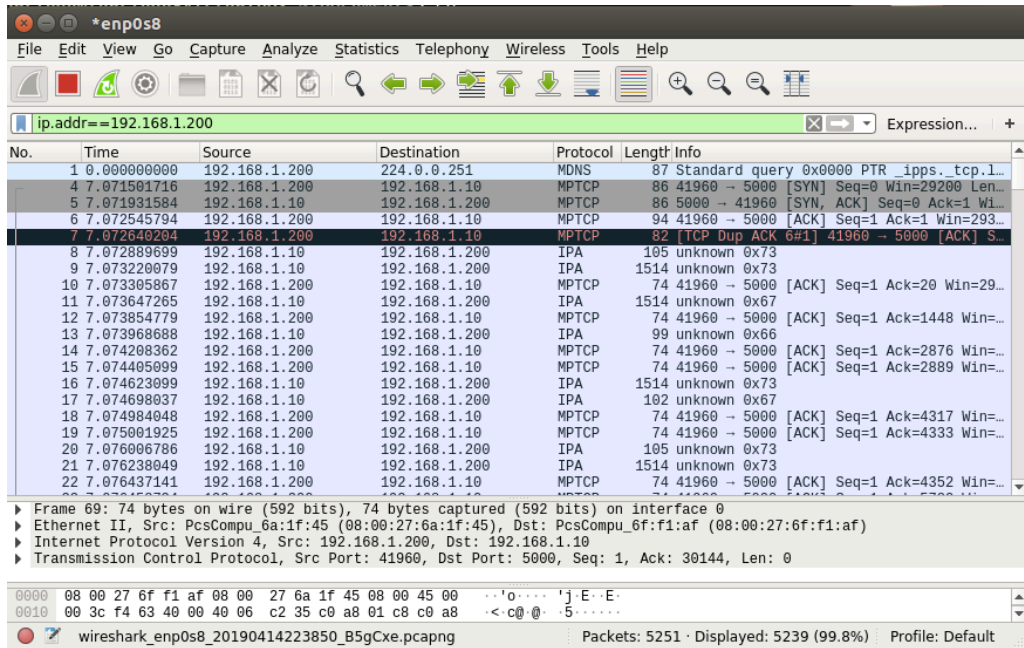 *enp0s8
File Edit View Go Capture Analyze Statistics Telephony Wireless Tools Help
ip.addr==192.168.1.200 Expression… +
No. Time Source Destination Protocol Length Info
1 0.000000000 192.168.1.200 224.0.0.251 MDNS 87 Standard query 0x0000 PTR _ipps._tcp.l…
4 7.071501716 192.168.1.200 192.168.1.10 MPTCP 86 41960 → 5000 [SYN] Seq=0 Win=29200 Len…
5 7.071931584 192.168.1.10 192.168.1.200 MPTCP 86 5000 → 41960 [SYN, ACK] Seq=0 Ack=1 Wi…
6 7.072545794 192.168.1.200 192.168.1.10 MPTCP 94 41960 → 5000 [ACK] Seq=1 Ack=1 Win=293…
7 7.072640204 192.168.1.200 192.168.1.10 MPTCP 82 [TCP Dup ACK 6#1] 41960 → 5000 [ACK] S…
8 7.072889699 192.168.1.10 192.168.1.200 IPA 105 unknown 0x73
9 7.073220079 192.168.1.10 192.168.1.200 IPA 1514 unknown 0x73
10 7.073305867 192.168.1.200 192.168.1.10 MPTCP 74 41960 → 5000 [ACK] Seq=1 Ack=20 Win=29…
11 7.073647265 192.168.1.10 192.168.1.200 IPA 1514 unknown 0x67
12 7.073854779 192.168.1.200 192.168.1.10 MPTCP 74 41960 → 5000 [ACK] Seq=1 Ack=1448 Win=…
13 7.073968688 192.168.1.10 192.168.1.200 IPA 99 unknown 0x66
14 7.074208362 192.168.1.200 192.168.1.10 MPTCP 74 41960 → 5000 [ACK] Seq=1 Ack=2876 Win=…
15 7.074405099 192.168.1.200 192.168.1.10 MPTCP 74 41960 → 5000 [ACK] Seq=1 Ack=2889 Win=…
16 7.074623099 192.168.1.10 192.168.1.200 IPA 1514 unknown 0x73
17 7.074698037 192.168.1.10 192.168.1.200 IPA 102 unknown 0x67
18 7.074984048 192.168.1.200 192.168.1.10 MPTCP 74 41960 → 5000 [ACK] Seq=1 Ack=4317 Win=…
19 7.075001925 192.168.1.200 192.168.1.10 MPTCP 74 41960 → 5000 [ACK] Seq=1 Ack=4333 Win=…
20 7.076006786 192.168.1.10 192.168.1.200 IPA 105 unknown 0x73
21 7.076238049 192.168.1.10 192.168.1.200 IPA 1514 unknown 0x73
22 7.076437141 192.168.1.200 192.168.1.10 MPTCP 74 41960 → 5000 [ACK] Seq=1 Ack=4352 Win=…
Frame 69: 74 bytes on wire (592 bits), 74 bytes captured (592 bits) on interface 0
Ethernet II, Src: PcsCompu_6a:1f:45 (08:00:27:6a:1f:45), Dst: PcsCompu_6f:f1:af (08:00:27:6f:f1:af)
Internet Protocol Version 4, Src: 192.168.1.200, Dst: 192.168.1.10
Transmission Control Protocol, Src Port: 41960, Dst Port: 5000, Seq: 1, Ack: 30144, Len: 0
0000 08 00 27 6f f1 af 08 00 27 6a 1f 45 08 00 45 00 ··'o···· 'j·E··E·
0010 00 3c f4 63 40 00 40 06 c2 35 c0 a8 01 c8 c0 a8 ·<·c@·@· ·5······
wireshark_enp0s8_20190414223850_B5gCxe.pcapng Packets: 5251 · Displayed: 5239 (99.8%) Profile: Default